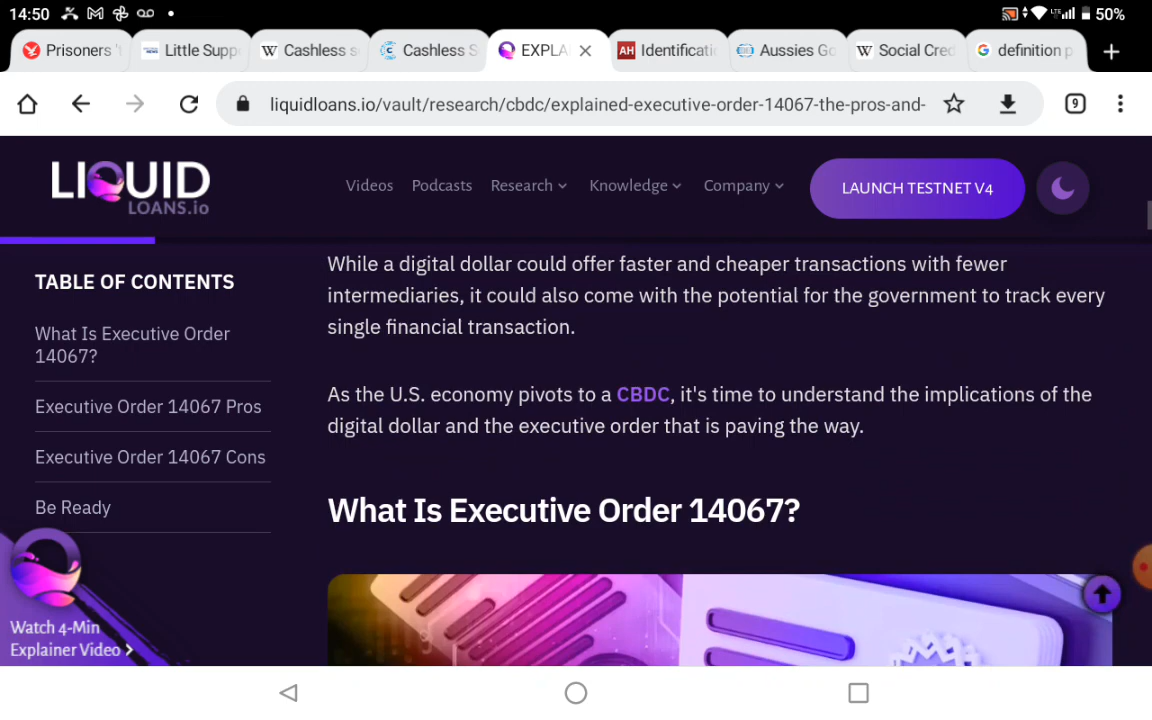 14:50
LTE
50%
Prisoners 't
Little Supp
Cashless s
Cashless S
EXPLA
Identificatio
Aussies Go
Social Cred
definition p
liquidloans.io/vault/research/cbdc/explained-executive-order-14067-the-pros-and-
9
LIQUID
LOANS.io
Videos
Podcasts
Research
Knowledge
Company
LAUNCH TESTNET V4
TABLE OF CONTENTS
What Is Executive Order
14067?
Executive Order 14067 Pros
Executive Order 14067 Cons
Be Ready
Watch 4-Min
Explainer Video
While a digital dollar could offer faster and cheaper transactions with fewer
intermediaries, it could also come with the potential for the government to track every
single financial transaction.
As the U.S. economy pivots to a CBDC, it's time to understand the implications of the
digital dollar and the executive order that is paving the way.
What Is Executive Order 14067?